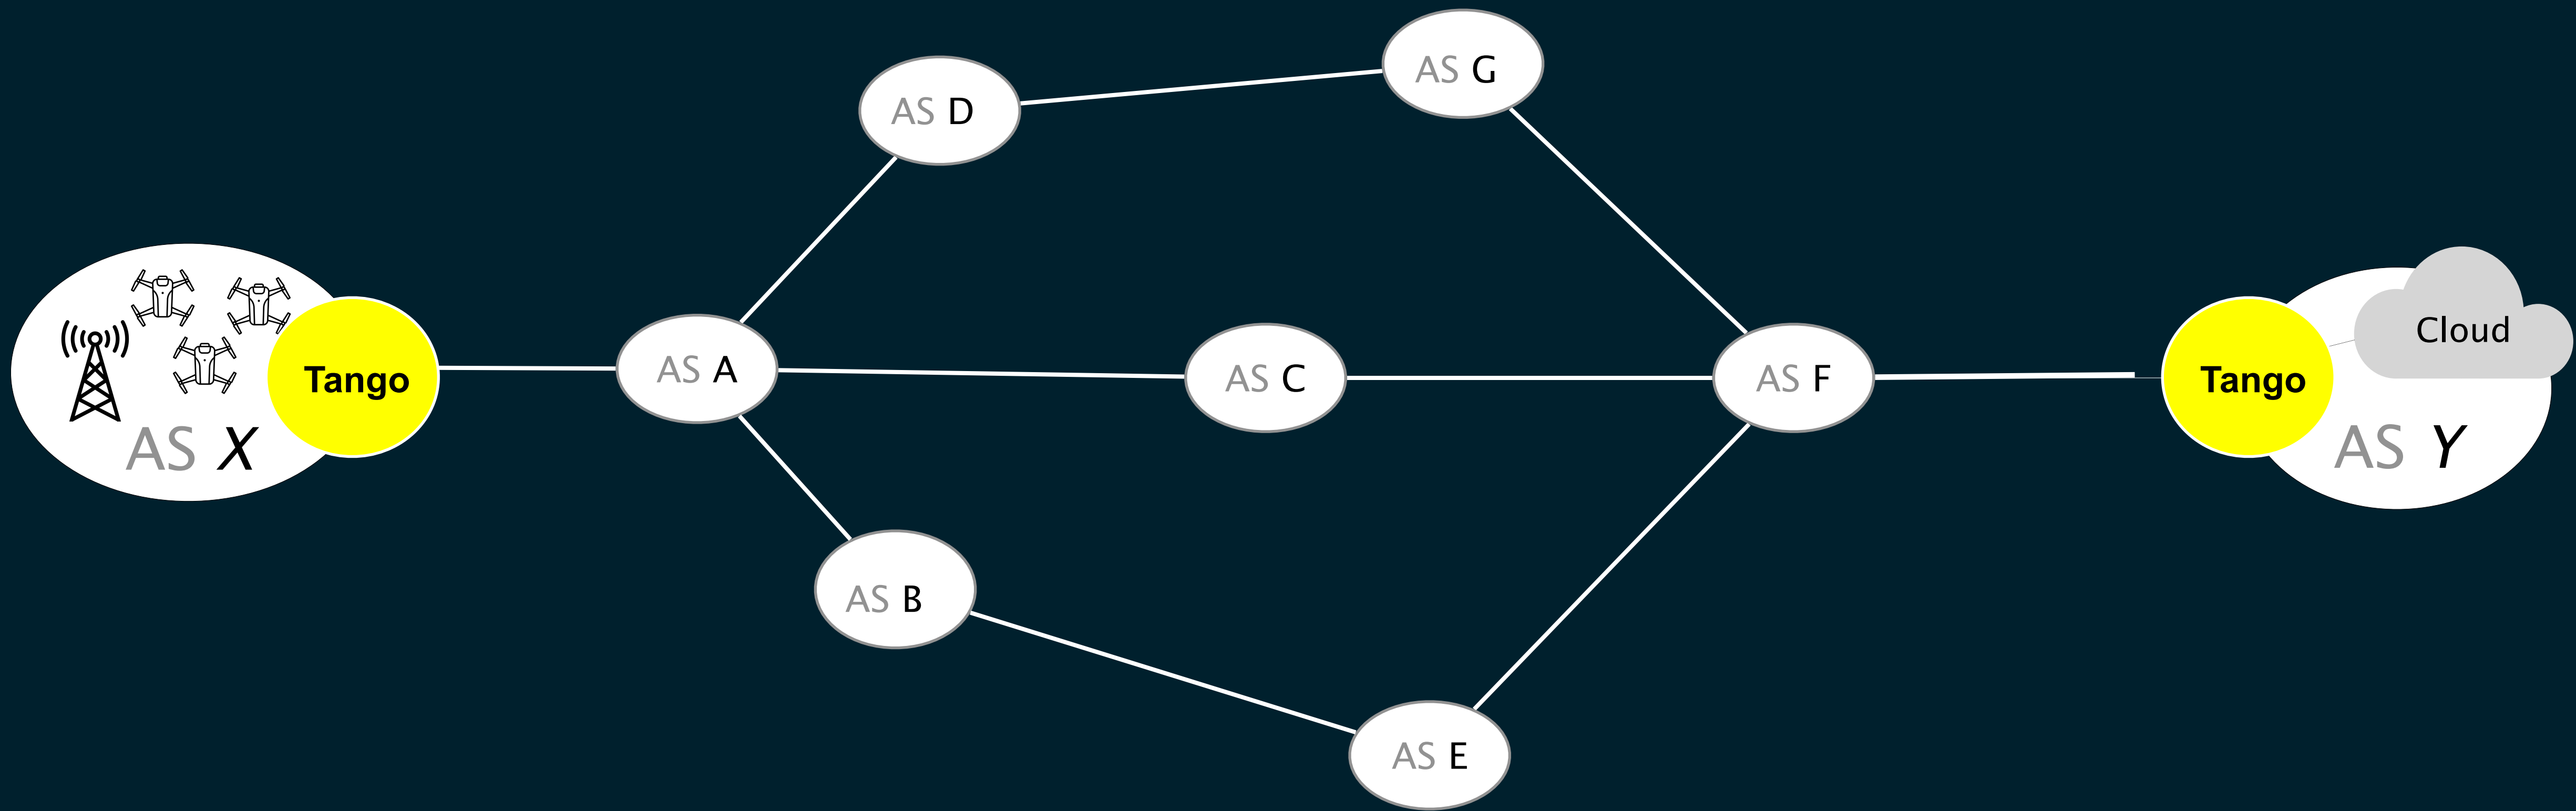 AS G
AS D
Cloud
AS A
AS C
AS F
Tango
Tango
AS X
AS Y
AS B
AS E